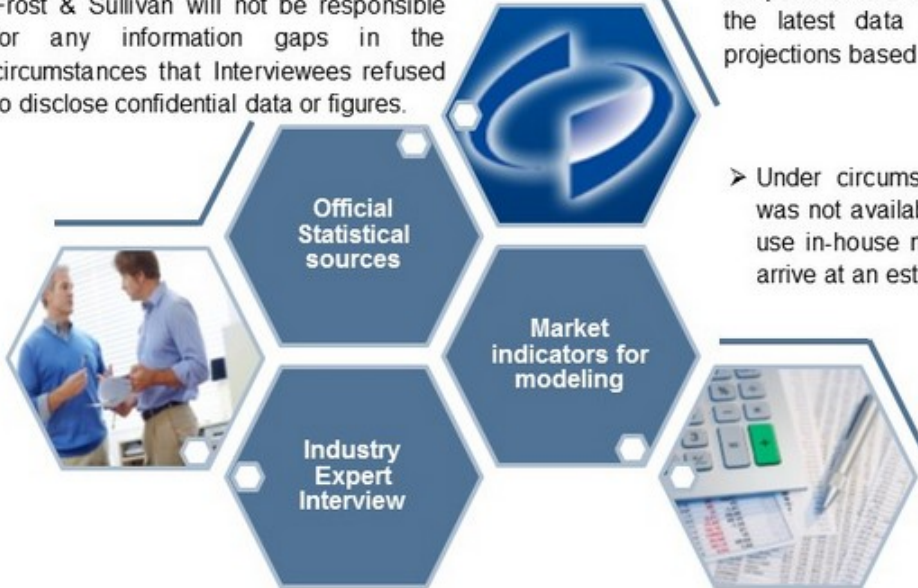 Frost & Sullivan will not be responsible
or any information gaps in the
circumstances that Interviewees refused
o disclose confidential data or figures.
the latest data
projections based
➢ Under circums
was not availal
use in-house
arrive at an est
Official
Statistical
sources
Market
indicators for
modeling
Industry
Expert
Interview